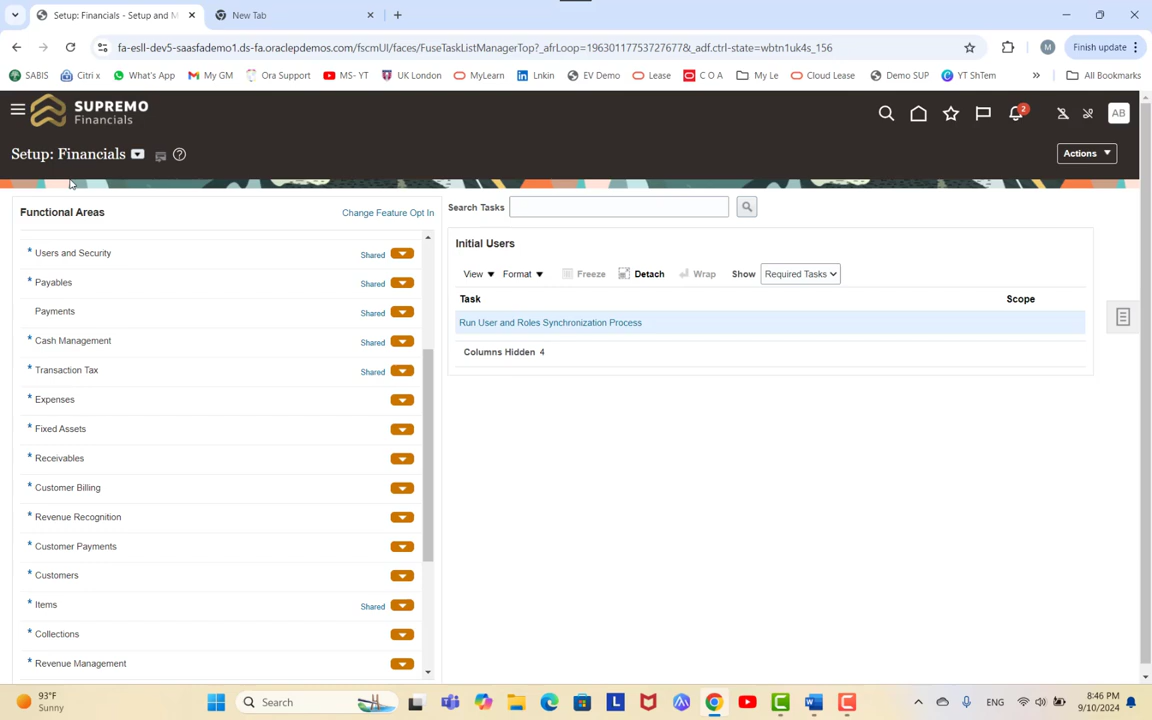 Setup: Financials - Setup and M
New Tab
fa-esll-dev5-saasfademo1.ds-fa.oraclepdemos.com/fscmUI/faces/FuseTaskListManagerTop?_afrLoop=196301177537276778&_adf.ctrl-state=wbtn1uk4s_156
M
Finish update
SABIS
Citri x
What's App
My GM
Ora Support
MS- YT
UK London
MyLearn
Lnkin
EV Demo
Lease
C O A
My Le
Cloud Lease
Demo SUP
YT ShTem
All Bookmarks
SUPREMO
Financials
2
AB
Setup: Financials
Actions
Functional Areas
Change Feature Opt In
Search Tasks
* Users and Security Shared
* Payables Shared
Payments Shared
* Cash Management Shared
* Transaction Tax Shared
* Expenses
* Fixed Assets
* Receivables
* Customer Billing
* Revenue Recognition
* Customer Payments
* Customers
* Items Shared
* Collections
* Revenue Management
Initial Users
View Format Freeze Detach Wrap Show Required Tasks
Task Scope
Run User and Roles Synchronization Process
Columns Hidden 4
93°F
Sunny
Search
ENG
8:46 PM
9/10/2024